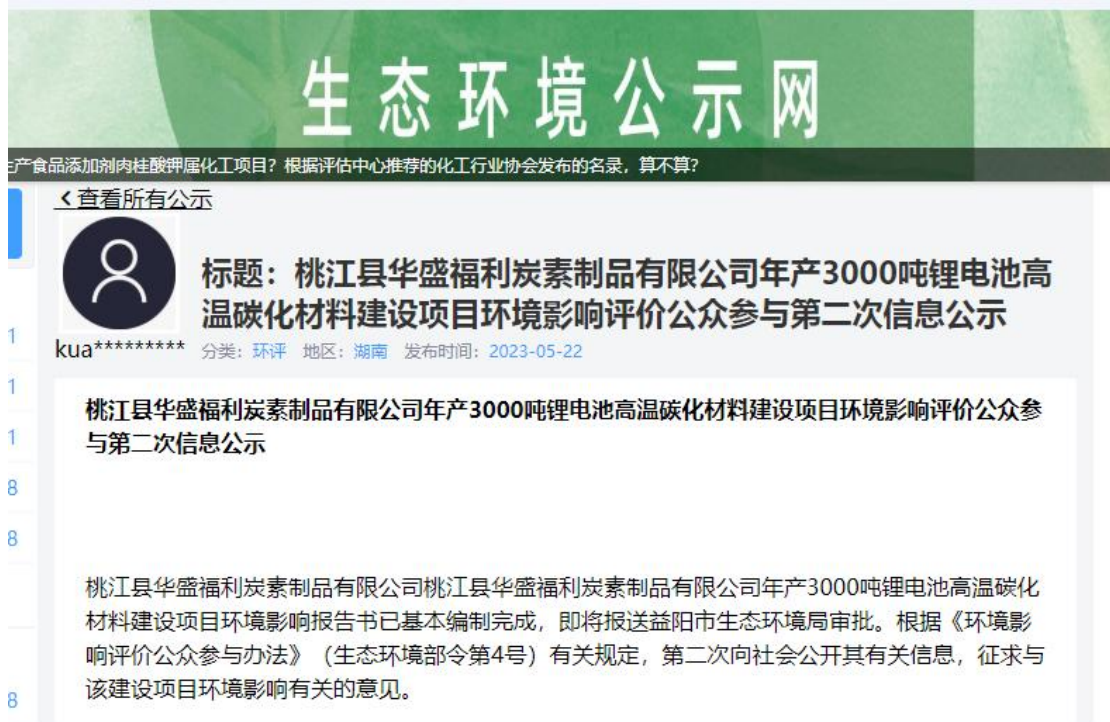 生态环境公示网
生产食品添加剂肉桂酸钾属化工项目？根据评估中心推荐的化工行业协会发布的名录，算不算？
查看所有公示
标题：桃江县华盛福利炭素制品有限公司年产3000吨锂电池高
温碳化材料建设项目环境影响评价公众参与第二次信息公示
kua*********
分类：环评 地区：湖南 发布时间：2023-05-22
1
1
1
8
8
8
桃江县华盛福利炭素制品有限公司年产3000吨锂电池高温碳化材料建设项目环境影响评价公众参
与第二次信息公示
桃江县华盛福利炭素制品有限公司桃江县华盛福利炭素制品有限公司年产3000吨锂电池高温碳化
材料建设项目环境影响报告书已基本编制完成，即将报送益阳市生态环境局审批。根据《环境影
响评价公众参与办法》（生态环境部令第4号）有关规定，第二次向社会公开其有关信息，征求与
该建设项目环境影响有关的意见。